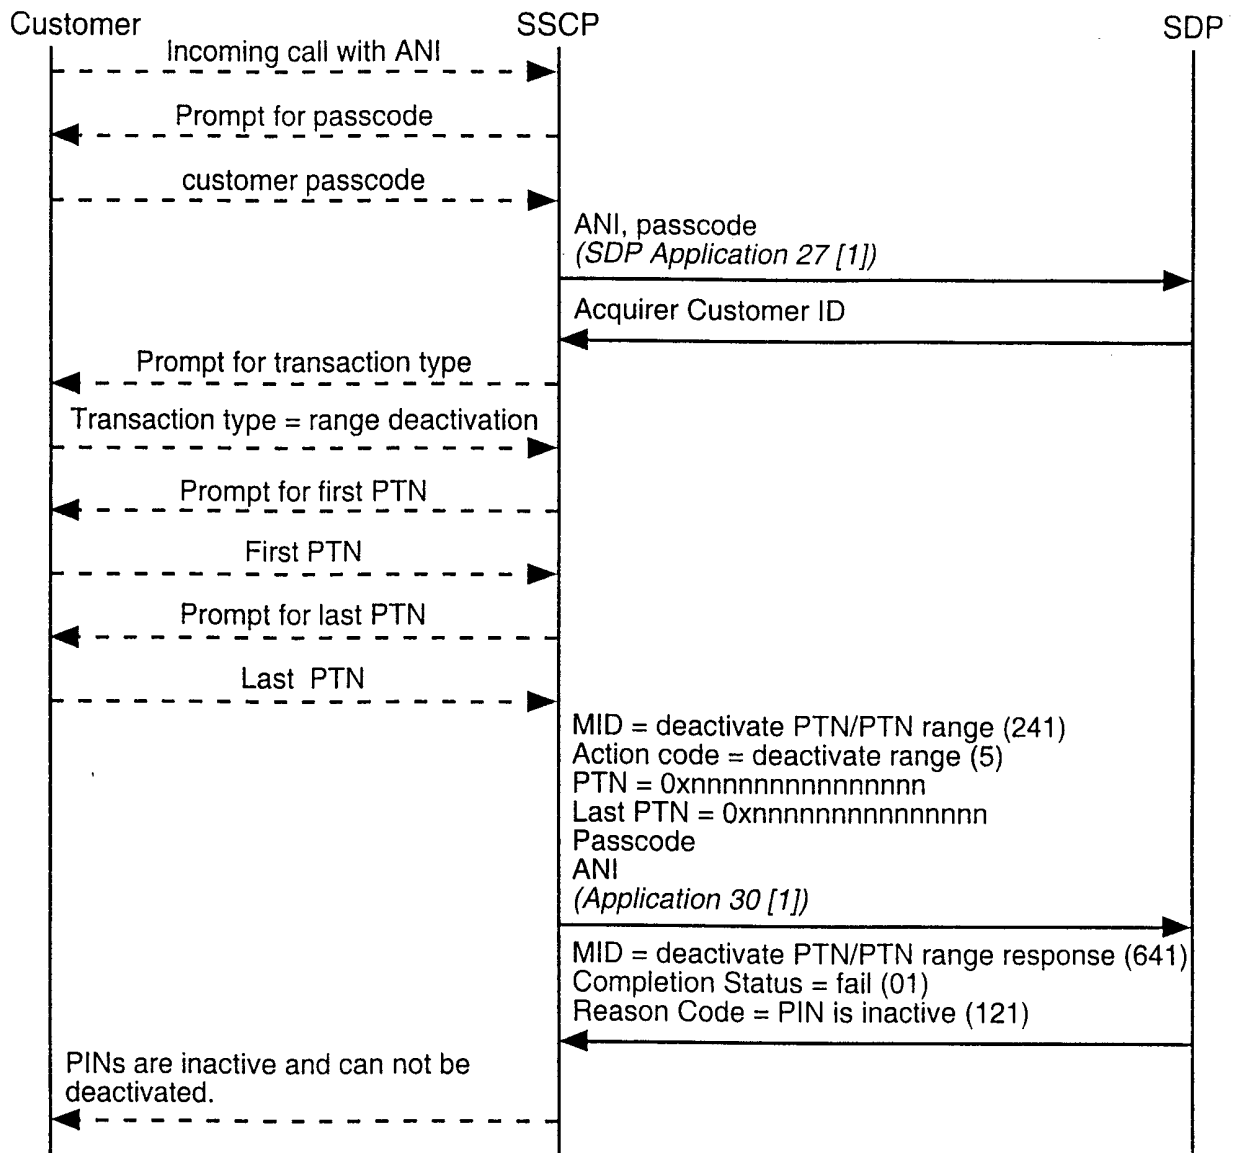 Customer SSCP SDP
Incoming call with ANI
Prompt for passcode
customer passcode
ANI, passcode
(SDP Application 27 [1])
Acquirer Customer ID
Prompt for transaction type
Transaction type = range deactivation
Prompt for first PTN
First PTN
Prompt for last PTN
Last PTN
MID = deactivate PTN/PTN range (241)
Action code = deactivate range (5)
PTN = 0xnnnnnnnnnnnnnnnn
Last PTN = 0xnnnnnnnnnnnnnnnn
Passcode
ANI
(Application 30 [1])
MID = deactivate PTN/PTN range response (641)
Completion Status = fail (01)
Reason Code = PIN is inactive (121)
PINs are inactive and can not be
deactivated.